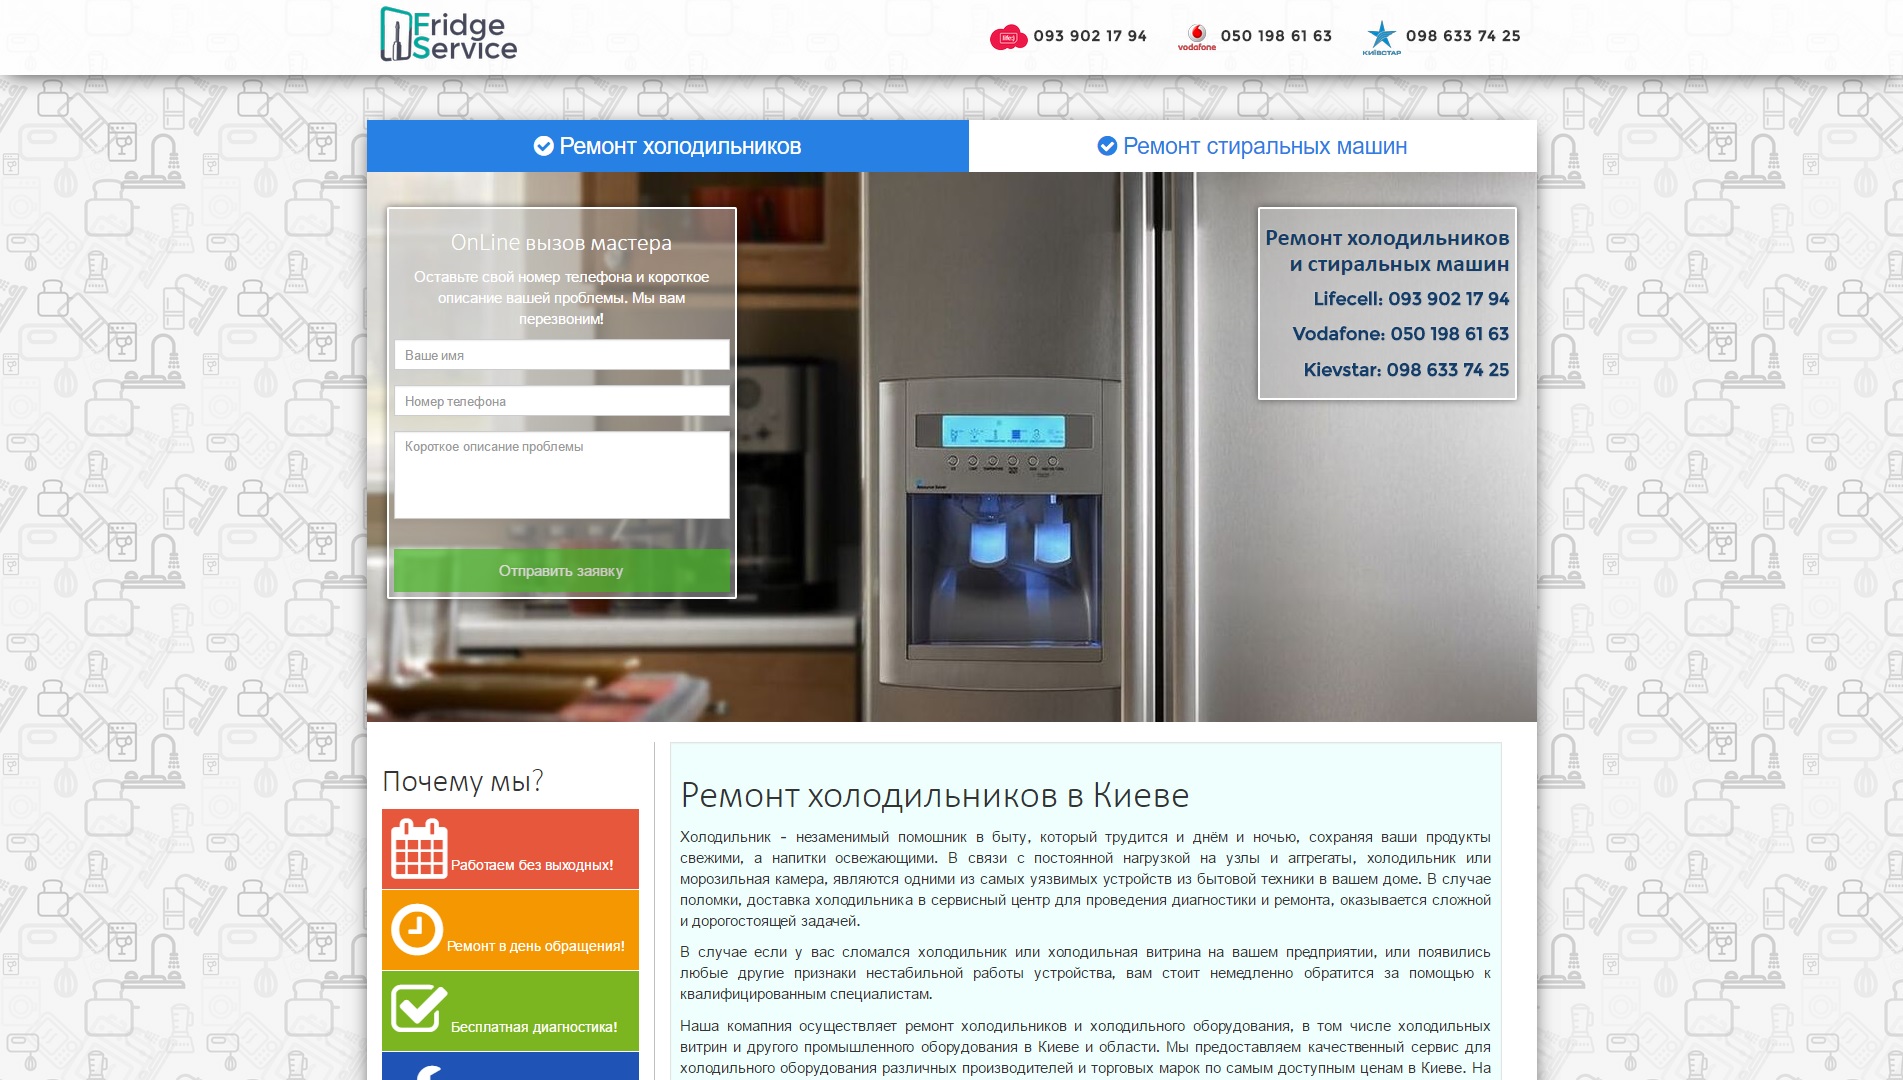 Fridge
Service
life:)
093 902 17 94
vodafone
050 198 61 63
КИЇВСТАР
098 633 74 25
Ремонт холодильников
Ремонт стиральных машин
OnLine вызов мастера
Оставьте свой номер телефона и короткое
описание вашей проблемы. Мы вам
перезвоним!
Ваше имя
Номер телефона
Короткое описание проблемы
Отправить заявку
Ремонт холодильников
и стиральных машин
Lifecell: 093 902 17 94
Vodafone: 050 198 61 63
Kievstar: 098 633 74 25
Почему мы?
Работаем без выходных!
Ремонт в день обращения!
Бесплатная диагностика!
Ремонт холодильников в Киеве
Холодильник - незаменимый помошник в быту, который трудится и днём и ночью, сохраняя ваши продукты
свежими, а напитки освежающими. В связи с постоянной нагрузкой на узлы и аггрегаты, холодильник или
морозильная камера, являются одними из самых уязвимых устройств из бытовой техники в вашем доме. В случае
поломки, доставка холодильника в сервисный центр для проведения диагностики и ремонта, оказывается сложной
и дорогостоящей задачей.
В случае если у вас сломался холодильник или холодильная витрина на вашем предприятии, или появились
любые другие признаки нестабильной работы устройства, вам стоит немедленно обратится за помощью к
квалифицированным специалистам.
Наша комапния осуществляет ремонт холодильников и холодильного оборудования, в том числе холодильных
витрин и другого промышленного оборудования в Киеве и области. Мы предоставляем качественный сервис для
холодильного оборудования различных производителей и торговых марок по самым доступным ценам в Киеве. На